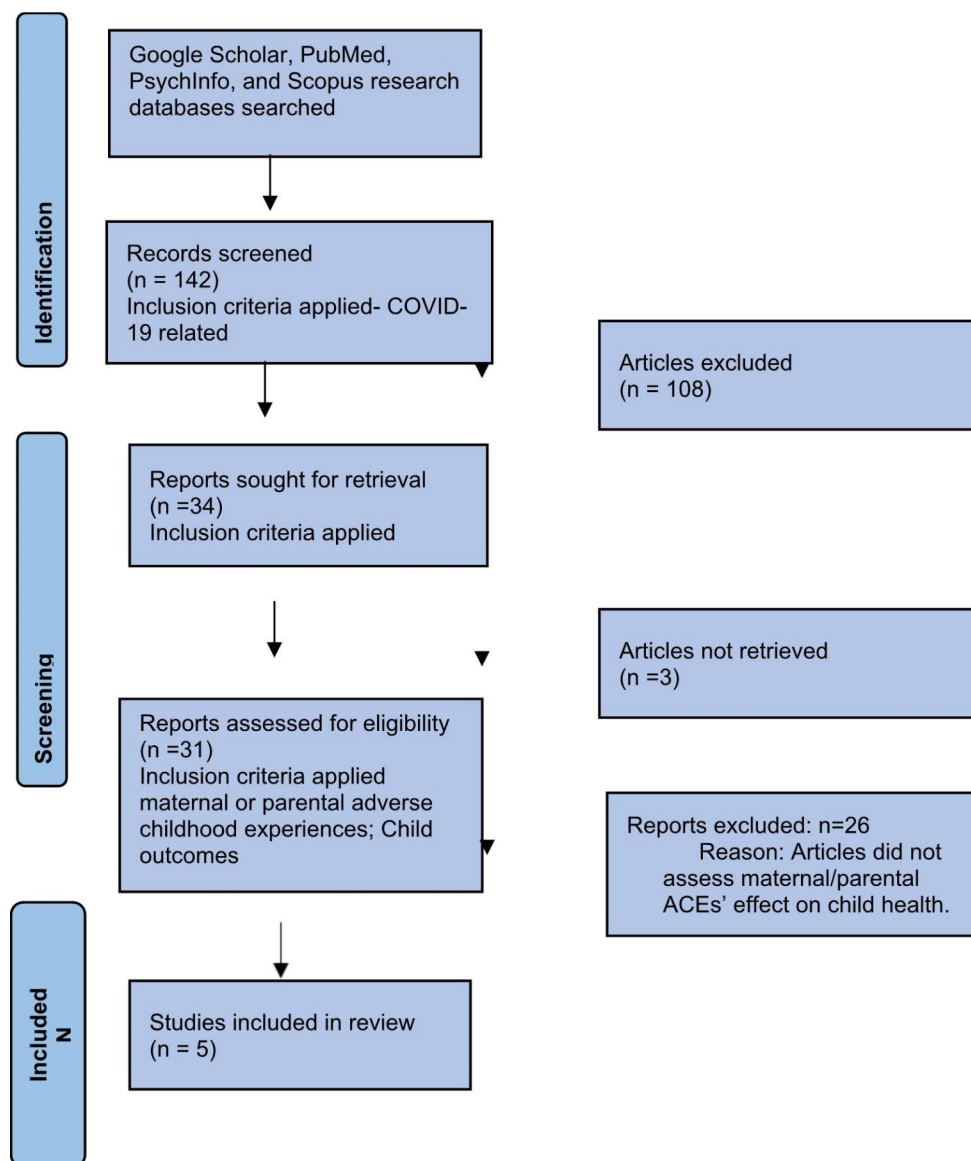 Identification
Google Scholar, PubMed,
PsychInfo, and Scopus research
databases searched
Records screened
(n = 142)
Inclusion criteria applied- COVID-
19 related
Articles excluded
(n = 108)
Screening
Reports sought for retrieval
(n =34)
Inclusion criteria applied
Articles not retrieved
(n =3)
Reports assessed for eligibility
(n =31)
Inclusion criteria applied
maternal or parental adverse
childhood experiences; Child
outcomes
Reports excluded: n=26
Reason: Articles did not
assess maternal/parental
ACEs’ effect on child health.
Included
N
Studies included in review
(n = 5)